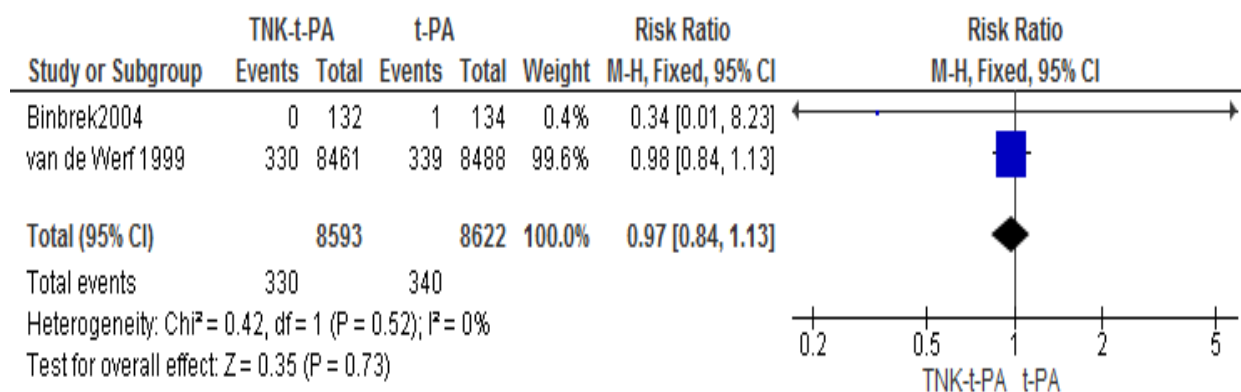 TNK-t-PA t-PA Risk Ratio Risk Ratio
Study or Subgroup Events Total Events Total Weight M-H, Fixed, 95% CI M-H, Fixed, 95% CI
Binbrek2004 0 132 1 134 0.4% 0.34 [0.01, 8.23]
van de Werf 1999 330 8461 339 8488 99.6% 0.98 [0.84, 1.13]
Total (95% CI) 8593 8622 100.0% 0.97 [0.84, 1.13]
Total events 330 340
Heterogeneity: Chi² = 0.42, df = 1 (P = 0.52); I² = 0%
Test for overall effect: Z = 0.35 (P = 0.73)
0.2 0.5 1 2 5
TNK-t-PA t-PA